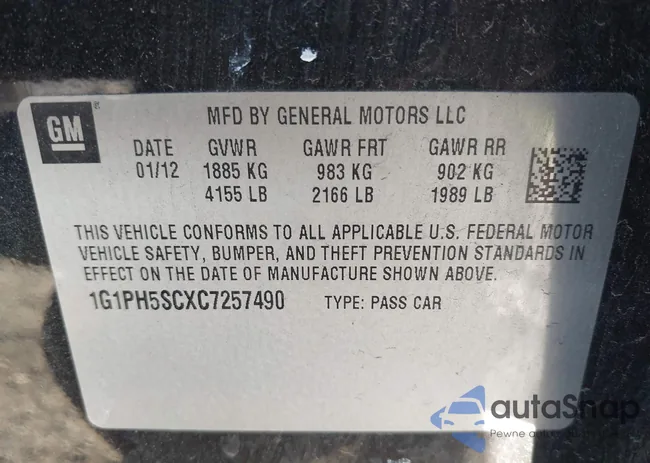 GM
MFD BY GENERAL MOTORS LLC
DATE GVWR GAWR FRT GAWR RR
01/12 1885 KG 983 KG 902 KG
4155 LB 2166 LB 1989 LB
THIS VEHICLE CONFORMS TO ALL APPLICABLE U.S. FEDERAL MOTOR
VEHICLE SAFETY, BUMPER, AND THEFT PREVENTION STANDARDS IN
EFFECT ON THE DATE OF MANUFACTURE SHOWN ABOVE.
1G1PH5SCXC7257490 TYPE: PASS CAR
autaSnap
Pewne